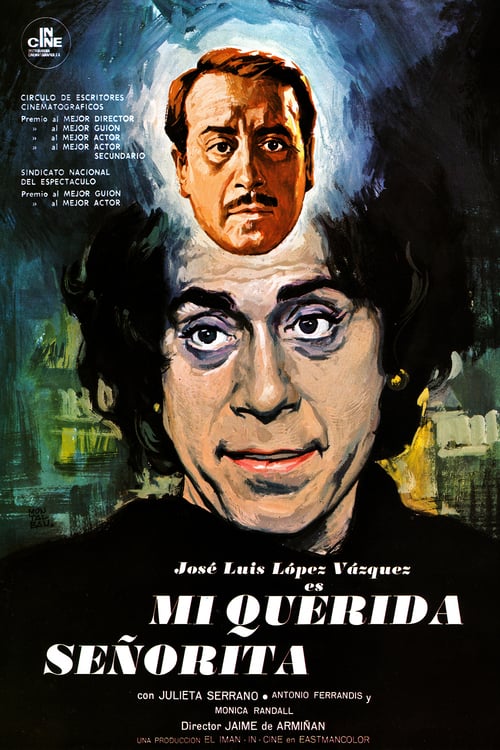 IN
CINE
CIRCULO DE ESCRITORES
CINEMATOGRAFICOS
Premio al MEJOR DIRECTOR
» al MEJOR GUION
» al MEJOR ACTOR
» al MEJOR ACTOR
SECUNDARIO
SINDICATO NACIONAL
DEL ESPECTACULO
Premio al MEJOR GUION
» al MEJOR ACTOR
José Luis López Vázquez
es
MI QUERIDA
SEÑORITA
con JULIETA SERRANO • ANTONIO FERRANDIS y
MONICA RANDALL
Director JAIME de ARMIÑAN
UNA PRODUCCION EL IMAN - IN - CINE en EASTMANCOLOR